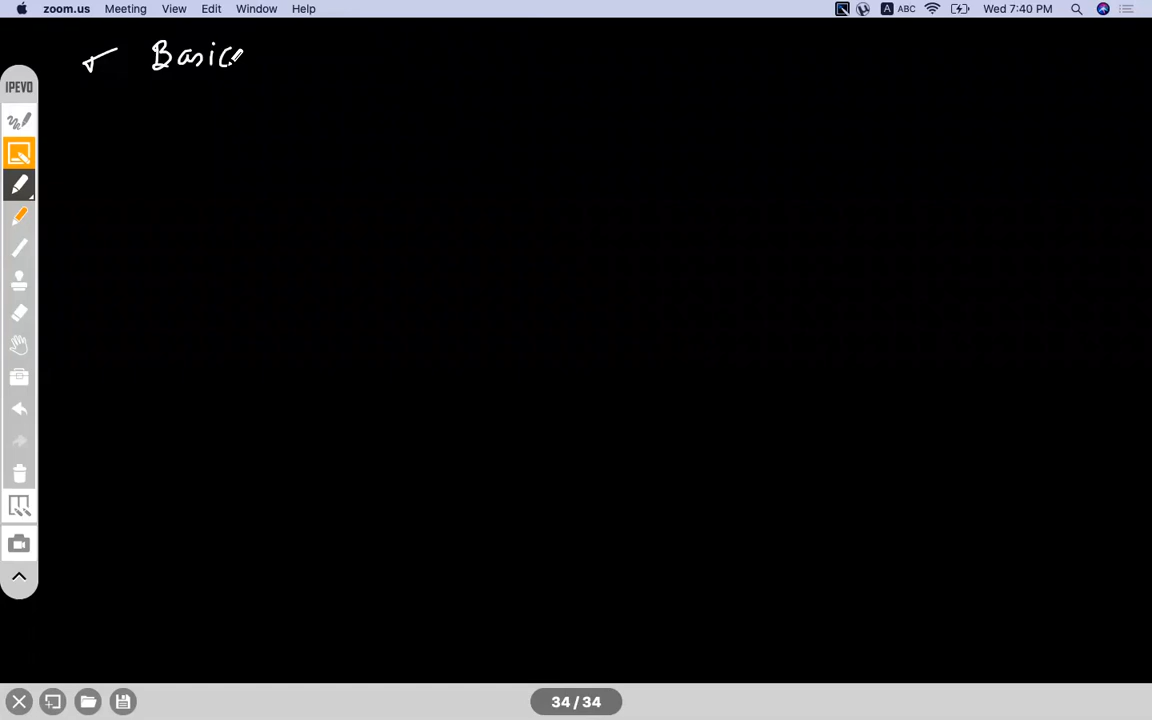 zoom.us Meeting View Edit Window Help A ABC Wed 7:40 PM
✓ Basic
IPEVO
34 / 34